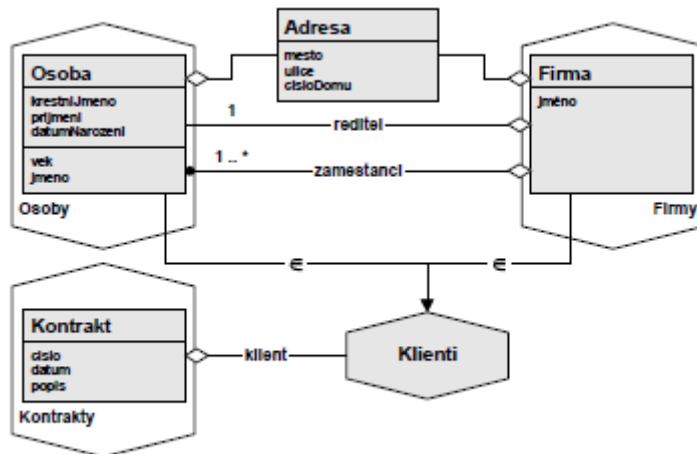 Adresa
mesto
ulice
cisloDomu
Osoba
krestniJmeno
prijmeni
datumNarozeni
vek
jmeno
Osoby
1
reditel
1 .. *
zamestanci
Firma
jméno
Firmy
∈
∈
Kontrakt
cislo
datum
popis
Kontrakty
klient
Klienti